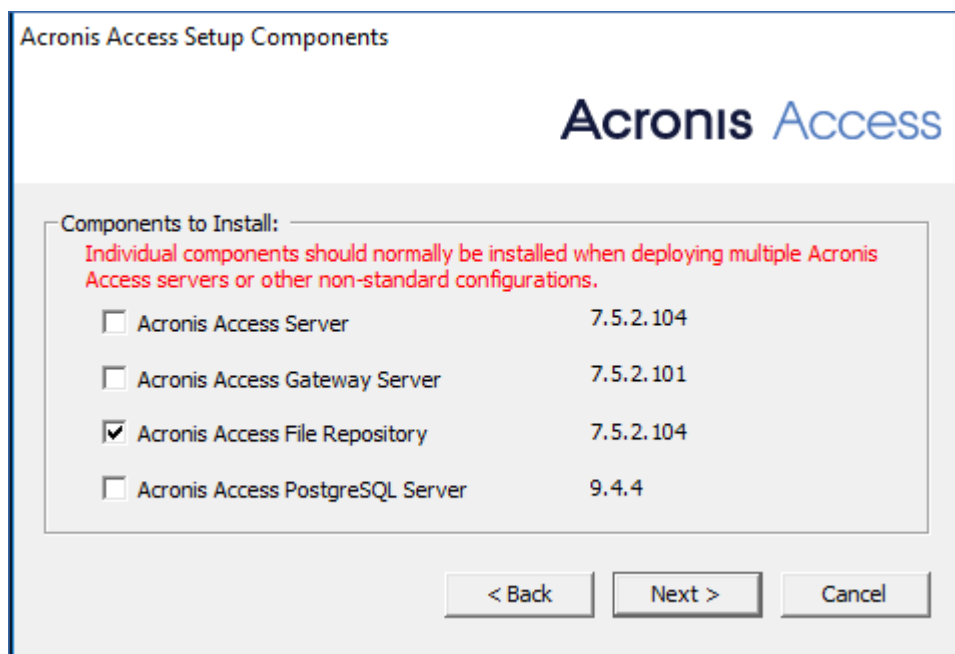 Acronis Access Setup Components
Acronis Access
Components to Install:
Individual components should normally be installed when deploying multiple Acronis
Access servers or other non-standard configurations.
Acronis Access Server 7.5.2.104
Acronis Access Gateway Server 7.5.2.101
Acronis Access File Repository 7.5.2.104
Acronis Access PostgreSQL Server 9.4.4
< Back Next > Cancel